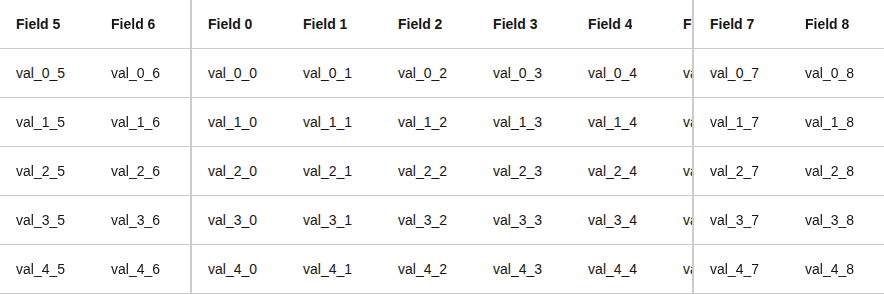 Field 5 Field 6 Field 0 Field 1 Field 2 Field 3 Field 4 Field 7 Field 8
val_0_5 val_0_6 val_0_0 val_0_1 val_0_2 val_0_3 val_0_4 val_0_7 val_0_8
val_1_5 val_1_6 val_1_0 val_1_1 val_1_2 val_1_3 val_1_4 val_1_7 val_1_8
val_2_5 val_2_6 val_2_0 val_2_1 val_2_2 val_2_3 val_2_4 val_2_7 val_2_8
val_3_5 val_3_6 val_3_0 val_3_1 val_3_2 val_3_3 val_3_4 val_3_7 val_3_8
val_4_5 val_4_6 val_4_0 val_4_1 val_4_2 val_4_3 val_4_4 val_4_7 val_4_8